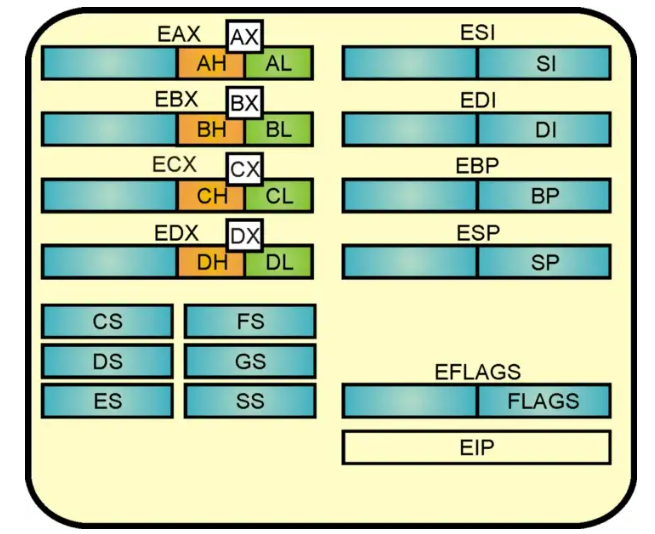 EAX
AX
AH AL
EBX
BX
BH BL
ECX
CX
CH CL
EDX
DX
DH DL
CS FS
DS GS
ES SS
ESI
SI
EDI
DI
EBP
BP
ESP
SP
EFLAGS
FLAGS
EIP